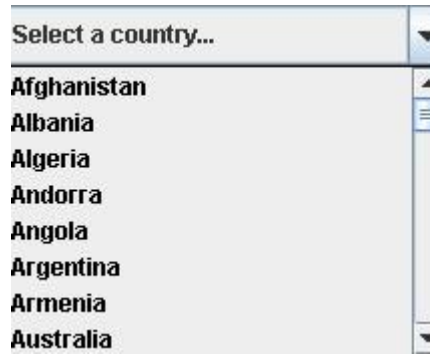 Select a country...
Afghanistan
Albania
Algeria
Andorra
Angola
Argentina
Armenia
Australia